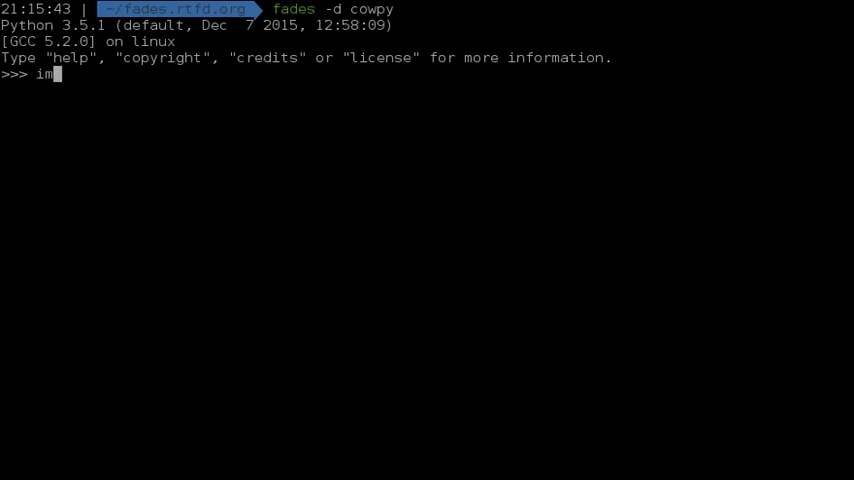 21:15:43 | ~/fades.rtfd.org fades -d cowpy
Python 3.5.1 (default, Dec  7 2015, 12:58:09)
[GCC 5.2.0] on linux
Type "help", "copyright", "credits" or "license" for more information.
>>> im